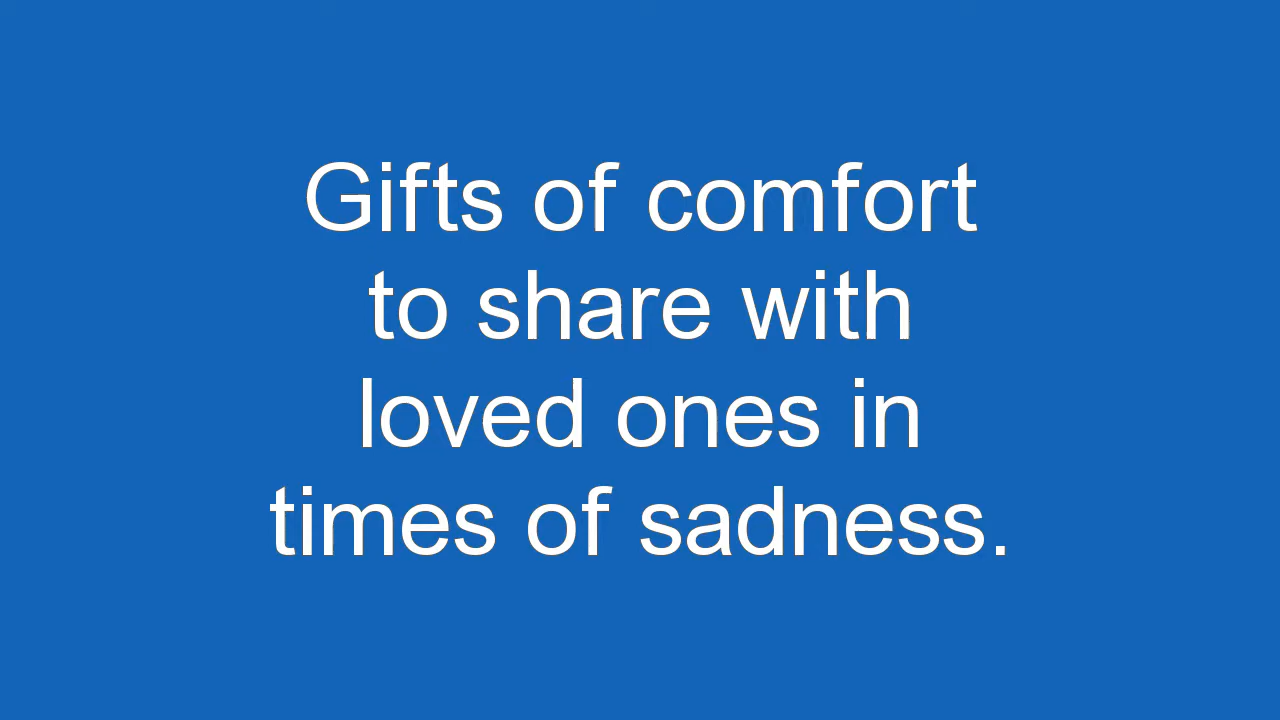 Gifts of comfort
to share with
loved ones in
times of sadness.